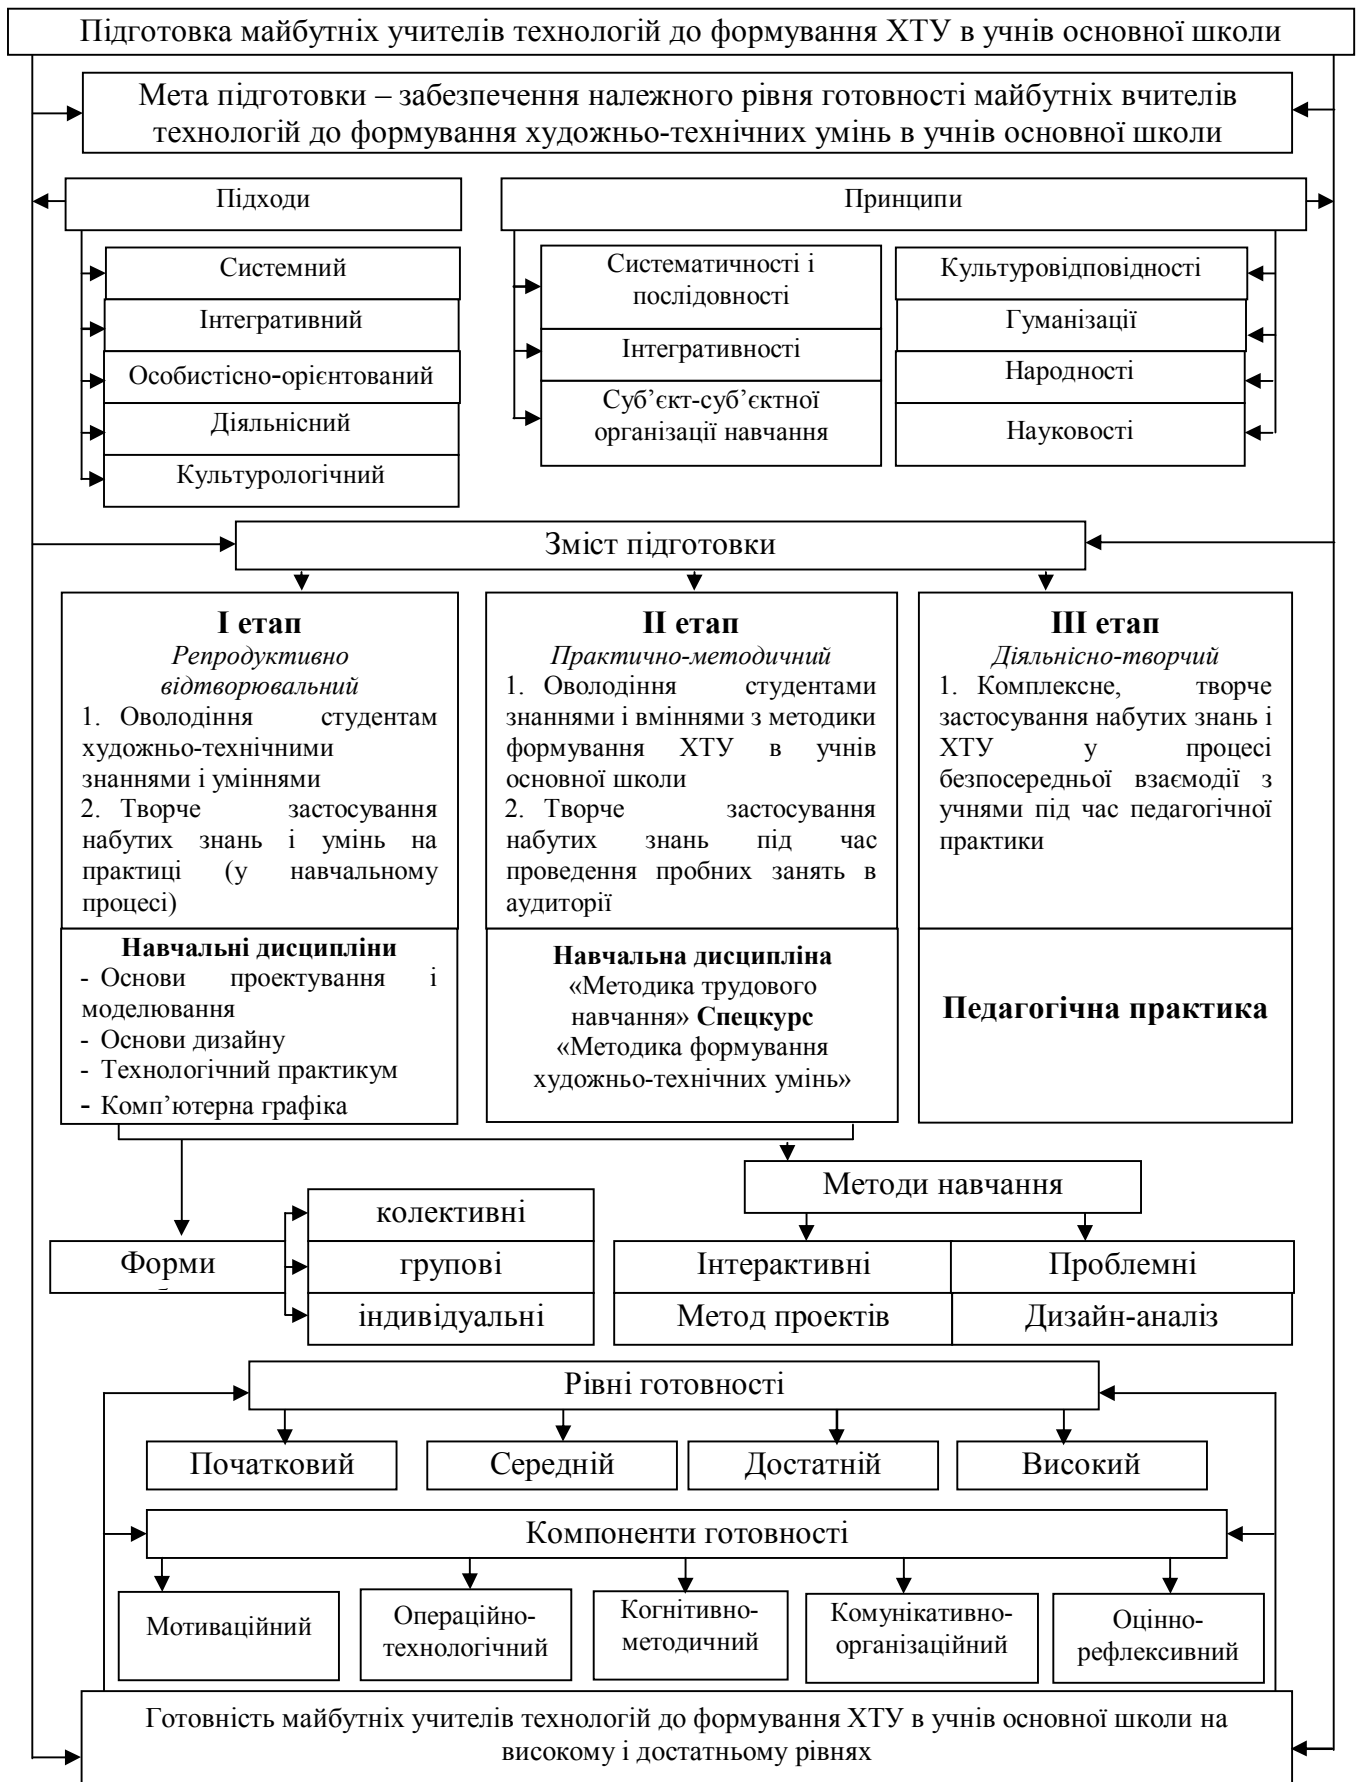 Підготовка майбутніх учителів технологій до формування ХТУ в учнів основної школи
Мета підготовки – забезпечення належного рівня готовності майбутніх вчителів
технологій до формування художньо-технічних умінь в учнів основної школи
Підходи
Системний
Інтегративний
Особистісно-орієнтований
Діяльнісний
Культурологічний
Принципи
Систематичності і
послідовності
Інтегративності
Суб’єкт-суб’єктної
організації навчання
Культуровідповідності
Гуманізації
Народності
Науковості
Зміст підготовки
І етап
Репродуктивно
відтворювальний
1. Оволодіння студентам
художньо-технічними
знаннями і уміннями
2. Творче застосування
набутих знань і умінь на
практиці (у навчальному
процесі)
Навчальні дисципліни
- Основи проектування і
моделювання
- Основи дизайну
- Технологічний практикум
- Комп’ютерна графіка
ІІ етап
Практично-методичний
1. Оволодіння студентами
знаннями і вміннями з методики
формування ХТУ в учнів
основної школи
2. Творче застосування
набутих знань під час
проведення пробних занять в
аудиторії
Навчальна дисципліна
«Методика трудового
навчання» Спецкурс
«Методика формування
художньо-технічних умінь»
ІІІ етап
Діяльнісно-творчий
1. Комплексне, творче
застосування набутих знань і
ХТУ у процесі
безпосередньої взаємодії з
учнями під час педагогічної
практики
Педагогічна практика
Форми
колективні
групові
індивідуальні
Методи навчання
Інтерактивні
Проблемні
Метод проектів
Дизайн-аналіз
Рівні готовності
Початковий
Середній
Достатній
Високий
Компоненти готовності
Мотиваційний
Операційно-
технологічний
Когнітивно-
методичний
Комунікативно-
організаційний
Оцінно-
рефлексивний
Готовність майбутніх учителів технологій до формування ХТУ в учнів основної школи на
високому і достатньому рівнях